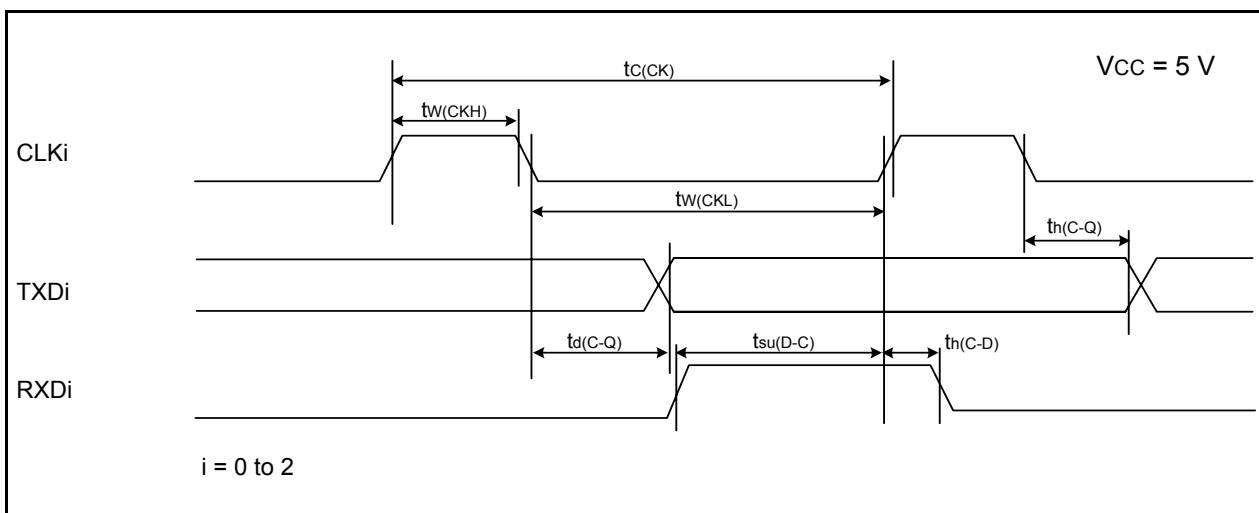 VCC = 5 V
tC(CK)
tW(CKH)
CLKi
tW(CKL)
th(C-Q)
TXDi
td(C-Q)
tsu(D-C)
th(C-D)
RXDi
i = 0 to 2